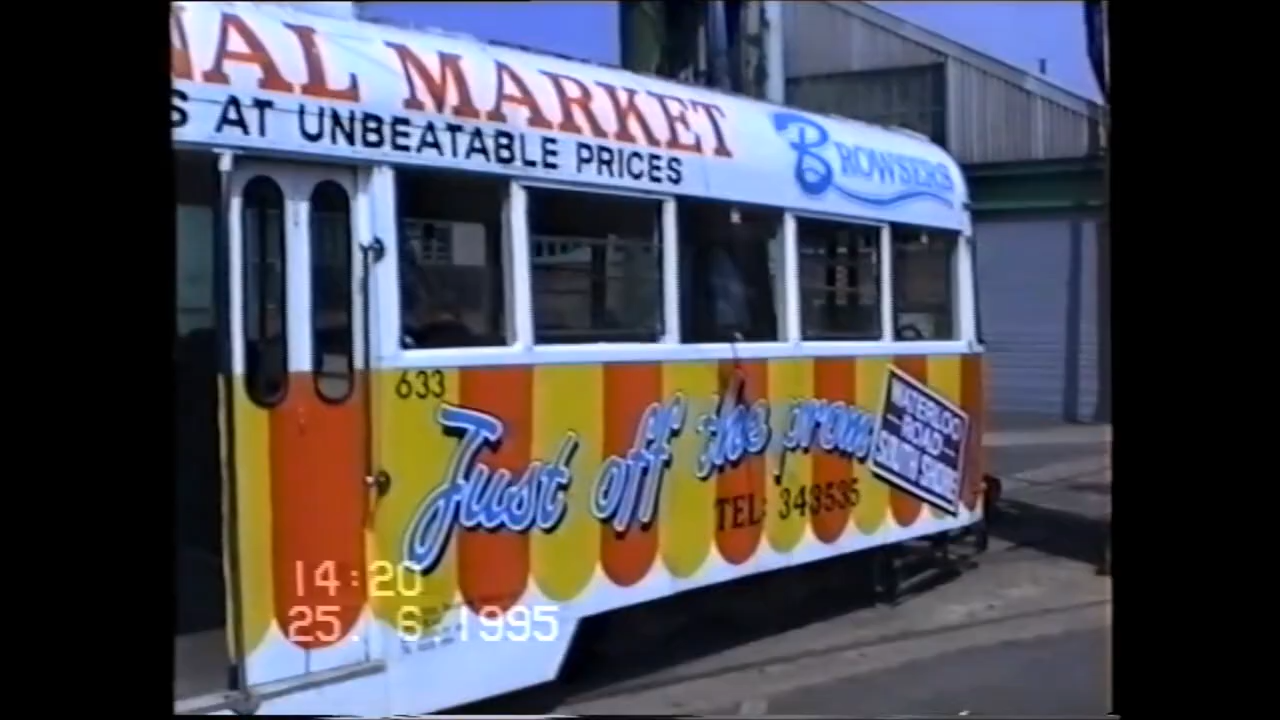 NAL MARKET
S AT UNBEATABLE PRICES
BROWSERS
633
Just off the prom
WATERLOO
ROAD
SOUTH SHORE
TEL: 343535
14:20
25. 6.1995